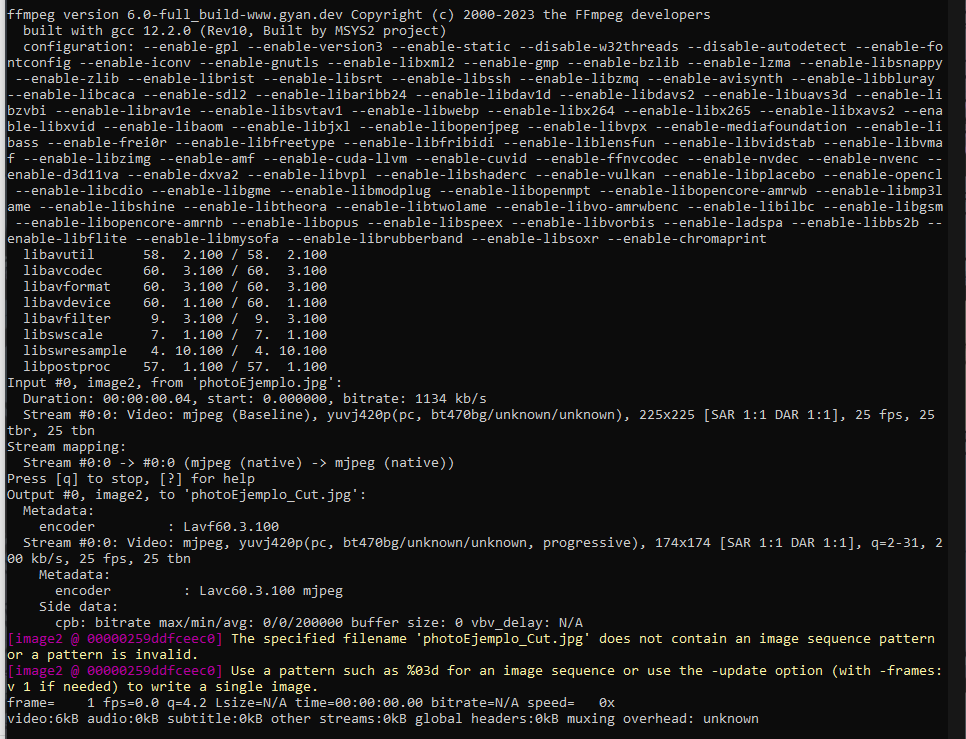 ffmpeg version 6.0-full_build-www.gyan.dev Copyright (c) 2000-2023 the FFmpeg developers
  built with gcc 12.2.0 (Rev10, Built by MSYS2 project)
  configuration: --enable-gpl --enable-version3 --enable-static --disable-w32threads --disable-autodetect --enable-fo
ntconfig --enable-iconv --enable-gnutls --enable-libxml2 --enable-gmp --enable-bzlib --enable-lzma --enable-libsnappy
 --enable-zlib --enable-librist --enable-libsrt --enable-libssh --enable-libzmq --enable-avisynth --enable-libbluray
--enable-libcaca --enable-sdl2 --enable-libaribb24 --enable-libdav1d --enable-libdavs2 --enable-libuavs3d --enable-li
bzvbi --enable-librav1e --enable-libsvtav1 --enable-libwebp --enable-libx264 --enable-libx265 --enable-libxavs2 --ena
ble-libxvid --enable-libaom --enable-libjxl --enable-libopenjpeg --enable-libvpx --enable-mediafoundation --enable-li
bass --enable-frei0r --enable-libfreetype --enable-libfribidi --enable-liblensfun --enable-libvidstab --enable-libvma
f --enable-libzimg --enable-amf --enable-cuda-llvm --enable-cuvid --enable-ffnvcodec --enable-nvdec --enable-nvenc --
enable-d3d11va --enable-dxva2 --enable-libvpl --enable-libshaderc --enable-vulkan --enable-libplacebo --enable-opencl
 --enable-libcdio --enable-libgme --enable-libmodplug --enable-libopenmpt --enable-libopencore-amrwb --enable-libmp3l
ame --enable-libshine --enable-libtheora --enable-libtwolame --enable-libvo-amrwbenc --enable-libilbc --enable-libgsm
 --enable-libopencore-amrnb --enable-libopus --enable-libspeex --enable-libvorbis --enable-ladspa --enable-libbs2b --
enable-libflite --enable-libmysofa --enable-librubberband --enable-libsoxr --enable-chromaprint
  libavutil      58.  2.100 / 58.  2.100
  libavcodec     60.  3.100 / 60.  3.100
  libavformat    60.  3.100 / 60.  3.100
  libavdevice    60.  1.100 / 60.  1.100
  libavfilter     9.  3.100 /  9.  3.100
  libswscale      7.  1.100 /  7.  1.100
  libswresample   4. 10.100 /  4. 10.100
  libpostproc    57.  1.100 / 57.  1.100
Input #0, image2, from 'photoEjemplo.jpg':
  Duration: 00:00:00.04, start: 0.000000, bitrate: 1134 kb/s
  Stream #0:0: Video: mjpeg (Baseline), yuvj420p(pc, bt470bg/unknown/unknown), 225x225 [SAR 1:1 DAR 1:1], 25 fps, 25
tbr, 25 tbn
Stream mapping:
  Stream #0:0 -> #0:0 (mjpeg (native) -> mjpeg (native))
Press [q] to stop, [?] for help
Output #0, image2, to 'photoEjemplo_Cut.jpg':
  Metadata:
    encoder         : Lavf60.3.100
  Stream #0:0: Video: mjpeg, yuvj420p(pc, bt470bg/unknown/unknown, progressive), 174x174 [SAR 1:1 DAR 1:1], q=2-31, 2
00 kb/s, 25 fps, 25 tbn
    Metadata:
      encoder         : Lavc60.3.100 mjpeg
    Side data:
      cpb: bitrate max/min/avg: 0/0/200000 buffer size: 0 vbv_delay: N/A
[image2 @ 00000259ddfceec0] The specified filename 'photoEjemplo_Cut.jpg' does not contain an image sequence pattern
or a pattern is invalid.
[image2 @ 00000259ddfceec0] Use a pattern such as %03d for an image sequence or use the -update option (with -frames:
v 1 if needed) to write a single image.
frame=    1 fps=0.0 q=4.2 Lsize=N/A time=00:00:00.00 bitrate=N/A speed=   0x
video:6kB audio:0kB subtitle:0kB other streams:0kB global headers:0kB muxing overhead: unknown